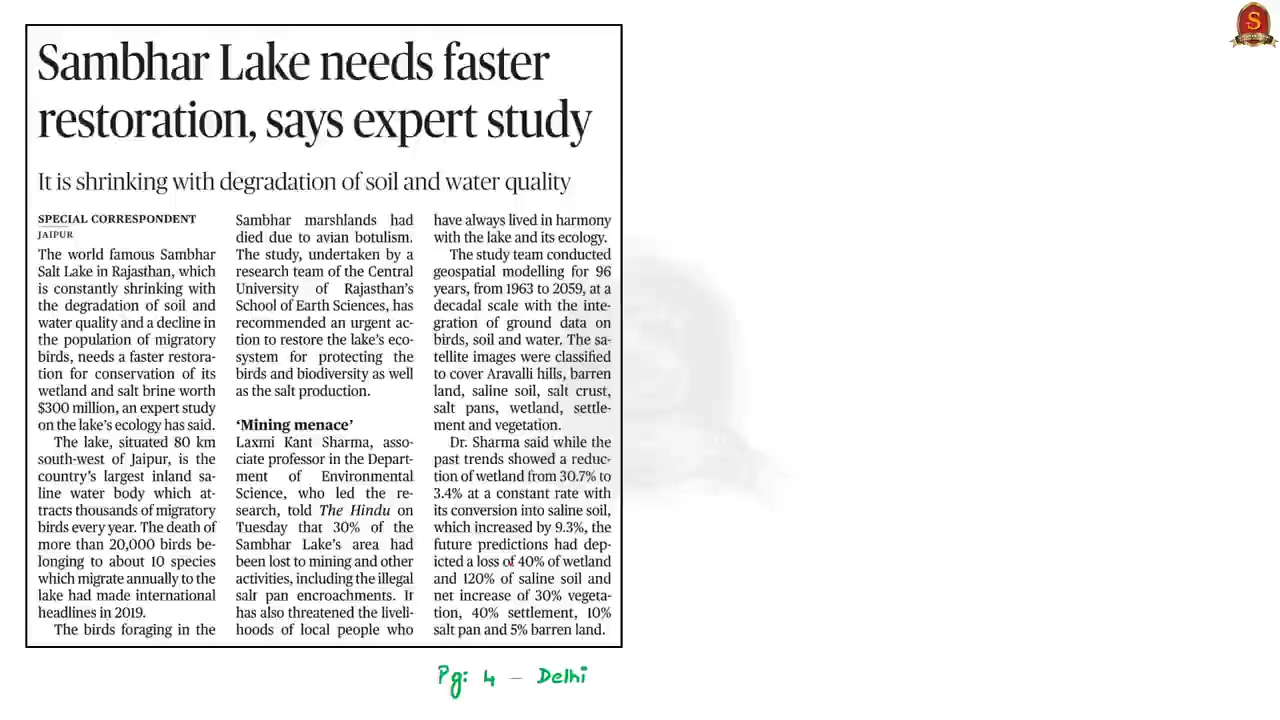 Sambhar Lake needs faster
restoration, says expert study
It is shrinking with degradation of soil and water quality
SPECIAL CORRESPONDENT
JAIPUR
The world famous Sambhar
Salt Lake in Rajasthan, which
is constantly shrinking with
the degradation of soil and
water quality and a decline in
the population of migratory
birds, needs a faster restora-
tion for conservation of its
wetland and salt brine worth
$300 million, an expert study
on the lake's ecology has said.
The lake, situated 80 km
south-west of Jaipur, is the
country's largest inland sa-
line water body which at-
tracts thousands of migratory
birds every year. The death of
more than 20,000 birds be-
longing to about 10 species
which migrate annually to the
lake had made international
headlines in 2019.
The birds foraging in the
Sambhar marshlands had
died due to avian botulism.
The study, undertaken by a
research team of the Central
University of Rajasthan's
School of Earth Sciences, has
recommended an urgent ac-
tion to restore the lake's eco-
system for protecting the
birds and biodiversity as well
as the salt production.
'Mining menace'
Laxmi Kant Sharma, asso-
ciate professor in the Depart-
ment of Environmental
Science, who led the re-
search, told The Hindu on
Tuesday that 30% of the
Sambhar Lake's area had
been lost to mining and other
activities, including the illegal
salt pan encroachments. It
has also threatened the liveli-
hoods of local people who
have always lived in harmony
with the lake and its ecology.
The study team conducted
geospatial modelling for 96
years, from 1963 to 2059, at a
decadal scale with the inte-
gration of ground data on
birds, soil and water. The sa-
tellite images were classified
to cover Aravalli hills, barren
land, saline soil, salt crust,
salt pans, wetland, settle-
ment and vegetation.
Dr. Sharma said while the
past trends showed a reduc-
tion of wetland from 30.7% to
3.4% at a constant rate with
its conversion into saline soil,
which increased by 9.3%, the
future predictions had dep-
icted a loss of 40% of wetland
and 120% of saline soil and
net increase of 30% vegeta-
tion, 40% settlement, 10%
salt pan and 5% barren land.
Pg: 4 – Delhi